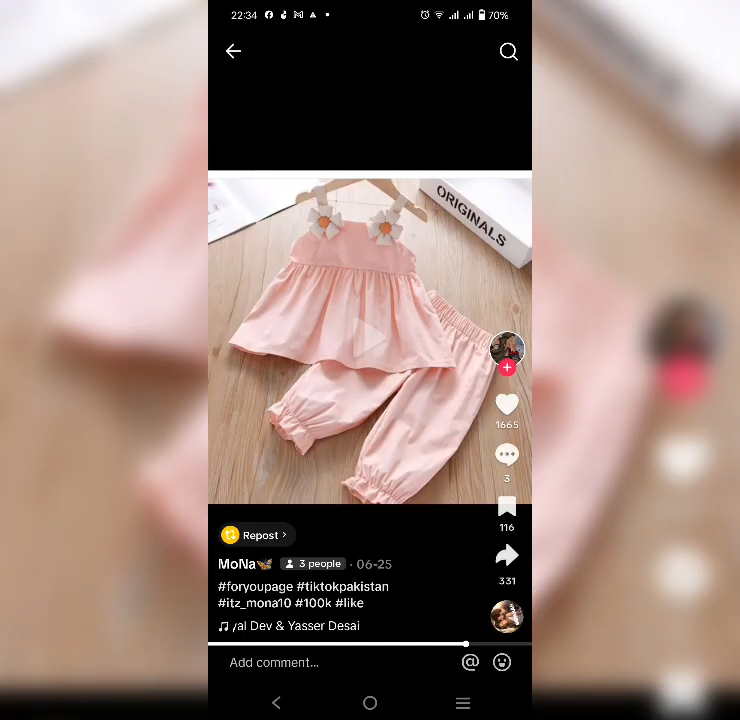 22:34
70%
ORIGINALS
1665
3
116
331
Repost
MoNa🦋 3 people · 06-25
#foryoupage #tiktokpakistan
#itz_mona10 #100k #like
yal Dev & Yasser Desai
Add comment...